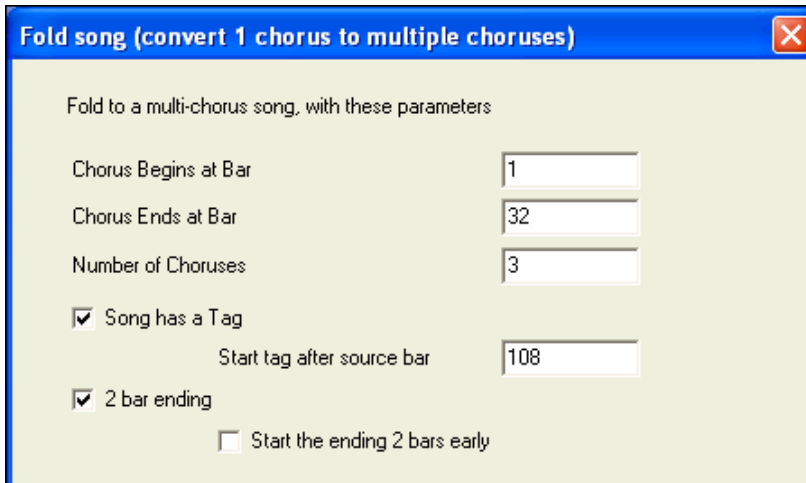 Fold song (convert 1 chorus to multiple choruses)
Fold to a multi-chorus song, with these parameters
Chorus Begins at Bar 1
Chorus Ends at Bar 32
Number of Choruses 3
Song has a Tag
Start tag after source bar 108
2 bar ending
Start the ending 2 bars early